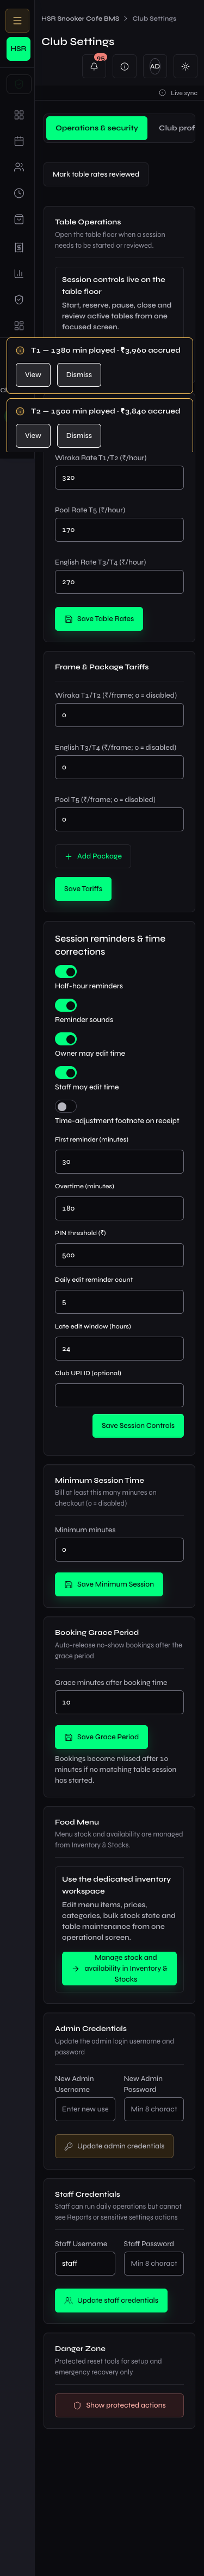 HSR Snooker Cafe BMS > Club Settings
Club Settings
HSR
AD
Live sync
Operations & security
Club prof
Mark table rates reviewed
Table Operations
Open the table floor when a session
needs to be started or reviewed.
Session controls live on the
table floor
Start, reserve, pause, close and
review active tables from one
focused screen.
T1 — 1380 min played · ₹3,960 accrued
View
Dismiss
T2 — 1500 min played · ₹3,840 accrued
View
Dismiss
Wiraka Rate T1/T2 (₹/hour)
320
Pool Rate T5 (₹/hour)
170
English Rate T3/T4 (₹/hour)
270
Save Table Rates
Frame & Package Tariffs
Wiraka T1/T2 (₹/frame; 0 = disabled)
0
English T3/T4 (₹/frame; 0 = disabled)
0
Pool T5 (₹/frame; 0 = disabled)
0
+ Add Package
Save Tariffs
Session reminders & time
corrections
Half-hour reminders
Reminder sounds
Owner may edit time
Staff may edit time
Time-adjustment footnote on receipt
First reminder (minutes)
30
Overtime (minutes)
180
PIN threshold (₹)
500
Daily edit reminder count
5
Late edit window (hours)
24
Club UPI ID (optional)
Save Session Controls
Minimum Session Time
Bill at least this many minutes on
checkout (0 = disabled)
Minimum minutes
0
Save Minimum Session
Booking Grace Period
Auto-release no-show bookings after the
grace period
Grace minutes after booking time
10
Save Grace Period
Bookings become missed after 10
minutes if no matching table session
has started.
Food Menu
Menu stock and availability are managed
from Inventory & Stocks.
Use the dedicated inventory
workspace
Edit menu items, prices,
categories, bulk stock state and
table maintenance from one
operational screen.
Manage stock and
availability in Inventory &
Stocks
Admin Credentials
Update the admin login username and
password
New Admin
Username
New Admin
Password
Enter new use
Min 8 charact
Update admin credentials
Staff Credentials
Staff can run daily operations but cannot
see Reports or sensitive settings actions
Staff Username
Staff Password
staff
Min 8 charact
Update staff credentials
Danger Zone
Protected reset tools for setup and
emergency recovery only
Show protected actions